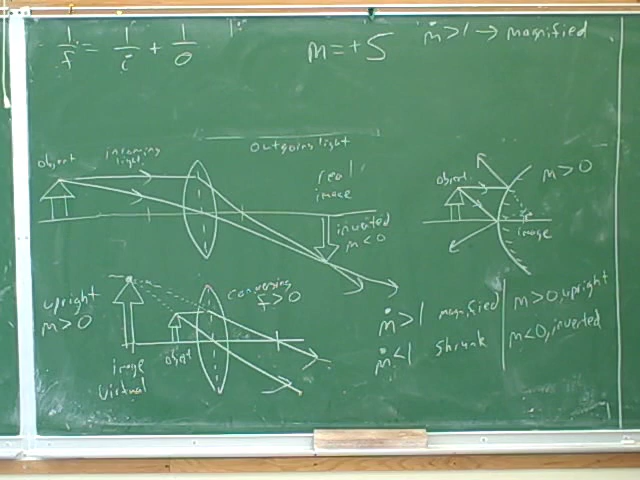 1/f = 1/i + 1/o
m = +5
m > 1 → magnified
Outgoing light
object
incoming light
real image
inverted
m < 0
object
m > 0
image
upright
m > 0
converging
f > 0
image
virtual
object
m > 1 magnified
m < 1 shrunk
m > 0, upright
m < 0, inverted